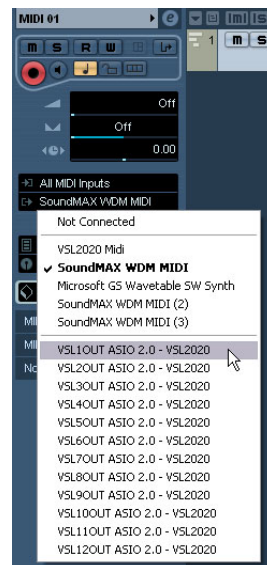 MIDI 01
m S R W
Off
Off
0.00
1 m S
All MIDI Inputs
SoundMAX WDM MIDI
Not Connected
VSL2020 Midi
SoundMAX WDM MIDI
Microsoft GS Wavetable SW Synth
SoundMAX WDM MIDI (2)
SoundMAX WDM MIDI (3)
VSL1OUT ASIO 2.0 - VSL2020
VSL2OUT ASIO 2.0 - VSL2020
VSL3OUT ASIO 2.0 - VSL2020
VSL4OUT ASIO 2.0 - VSL2020
VSL5OUT ASIO 2.0 - VSL2020
VSL6OUT ASIO 2.0 - VSL2020
VSL7OUT ASIO 2.0 - VSL2020
VSL8OUT ASIO 2.0 - VSL2020
VSL9OUT ASIO 2.0 - VSL2020
VSL10OUT ASIO 2.0 - VSL2020
VSL11OUT ASIO 2.0 - VSL2020
VSL12OUT ASIO 2.0 - VSL2020